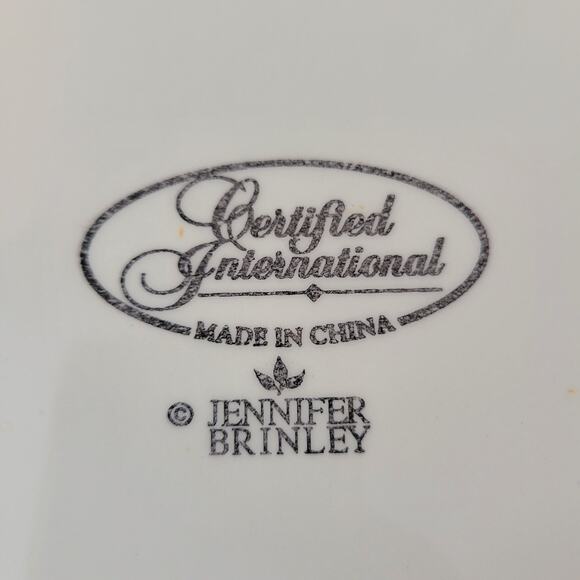 Certified
International
MADE IN CHINA
© JENNIFER
BRINLEY